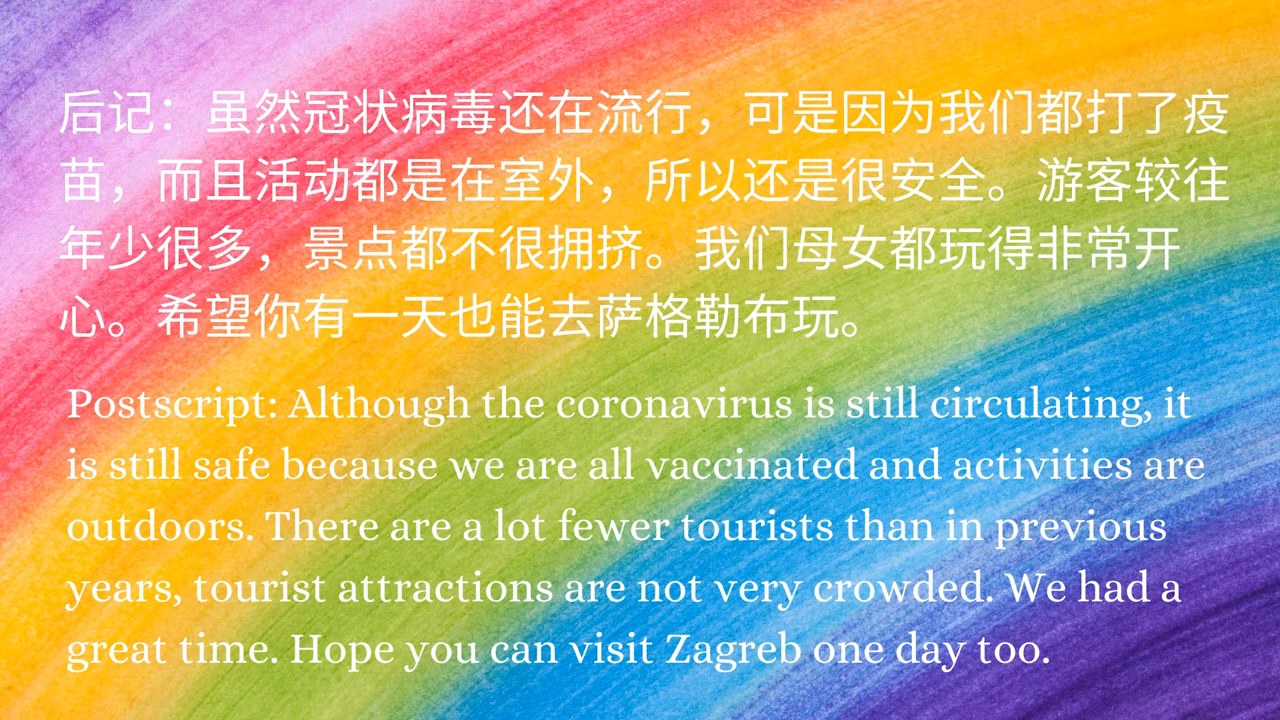 后记：虽然冠状病毒还在流行，可是因为我们都打了疫
苗，而且活动都是在室外，所以还是很安全。游客较往
年少很多，景点都不很拥挤。我们母女都玩得非常开
心。希望你有一天也能去萨格勒布玩。
Postscript: Although the coronavirus is still circulating, it
is still safe because we are all vaccinated and activities are
outdoors. There are a lot fewer tourists than in previous
years, tourist attractions are not very crowded. We had a
great time. Hope you can visit Zagreb one day too.